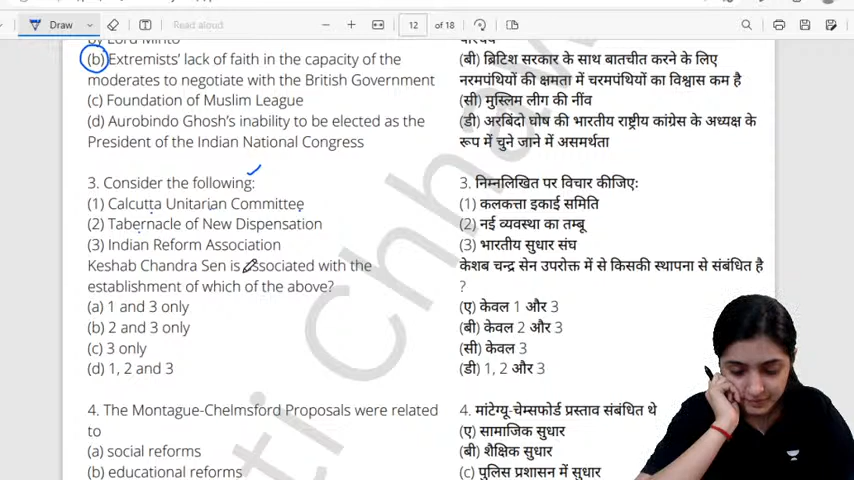 Draw
Read aloud
12
of 18
by Lord Minto
(b) Extremists' lack of faith in the capacity of the
moderates to negotiate with the British Government
(c) Foundation of Muslim League
(d) Aurobindo Ghosh's inability to be elected as the
President of the Indian National Congress
3. Consider the following:
(1) Calcutta Unitarian Committee
(2) Tabernacle of New Dispensation
(3) Indian Reform Association
Keshab Chandra Sen is associated with the
establishment of which of the above?
(a) 1 and 3 only
(b) 2 and 3 only
(c) 3 only
(d) 1, 2 and 3
4. The Montague-Chelmsford Proposals were related
to
(a) social reforms
(b) educational reforms
(बी) ब्रिटिश सरकार के साथ बातचीत करने के लिए
नरमपंथियों की क्षमता में चरमपंथियों का विश्वास कम है
(सी) मुस्लिम लीग की नींव
(डी) अरबिंदो घोष की भारतीय राष्ट्रीय कांग्रेस के अध्यक्ष के
रूप में चुने जाने में असमर्थता
3. निम्नलिखित पर विचार कीजिए:
(1) कलकत्ता इकाई समिति
(2) नई व्यवस्था का तम्बू
(3) भारतीय सुधार संघ
केशब चन्द्र सेन उपरोक्त में से किसकी स्थापना से संबंधित है
?
(ए) केवल 1 और 3
(बी) केवल 2 और 3
(सी) केवल 3
(डी) 1, 2 और 3
4. मांटेग्यू-चेम्सफोर्ड प्रस्ताव संबंधित थे
(ए) सामाजिक सुधार
(बी) शैक्षिक सुधार
(c) पुलिस प्रशासन में सुधार